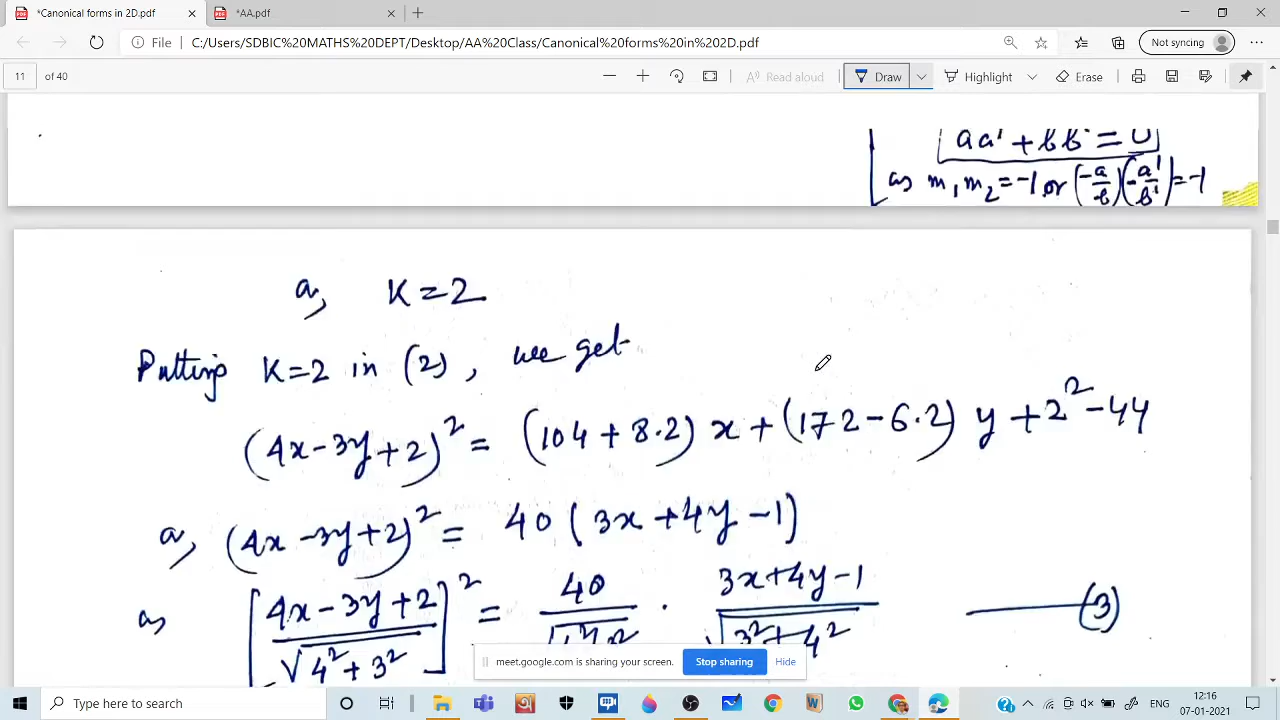 *Canonical forms in 2D.pdf
*AA.pdf
File C:/Users/SDBIC%20MATHS%20DEPT/Desktop/AA%20Class/Canonical%20forms%20in%202D.pdf
Not syncing
11 of 40
Read aloud
Draw
Highlight
Erase
aa' + bb' = 0
as m₁m₂ = -1 or (-a/b)(-a'/b') = -1
a, K = 2
Putting K=2 in (2), we get
(4x-3y+2)² = (104+8.2)x + (172-6.2)y + 2² - 44
a, (4x-3y+2)² = 40(3x+4y-1)
[(4x-3y+2)/√(4²+3²)]² = 40/ . (3x+4y-1)/√(3²+4²) (3)
meet.google.com is sharing your screen.
Stop sharing
Hide
Type here to search
ENG
12:16
07-01-2021